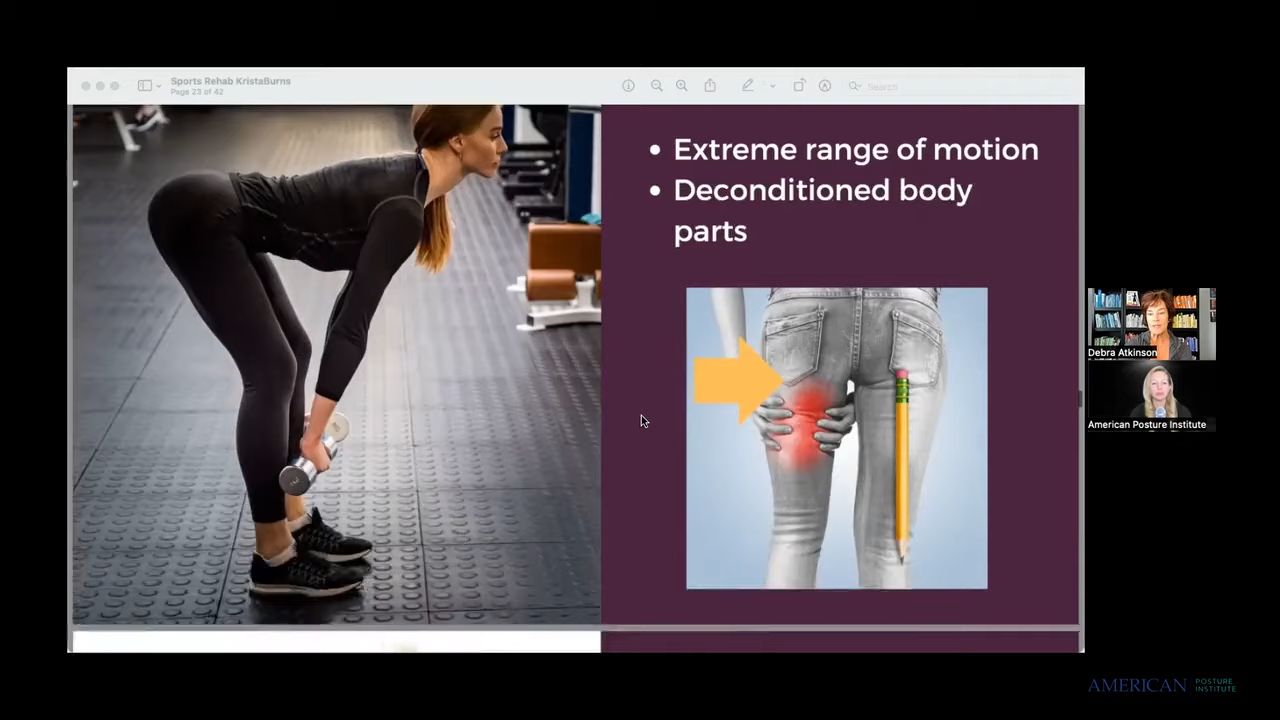 Sports Rehab KristaBurns
Page 23 of 42
Search
• Extreme range of motion
• Deconditioned body
parts
Debra Atkinson
American Posture Institute
AMERICAN POSTURE
INSTITUTE